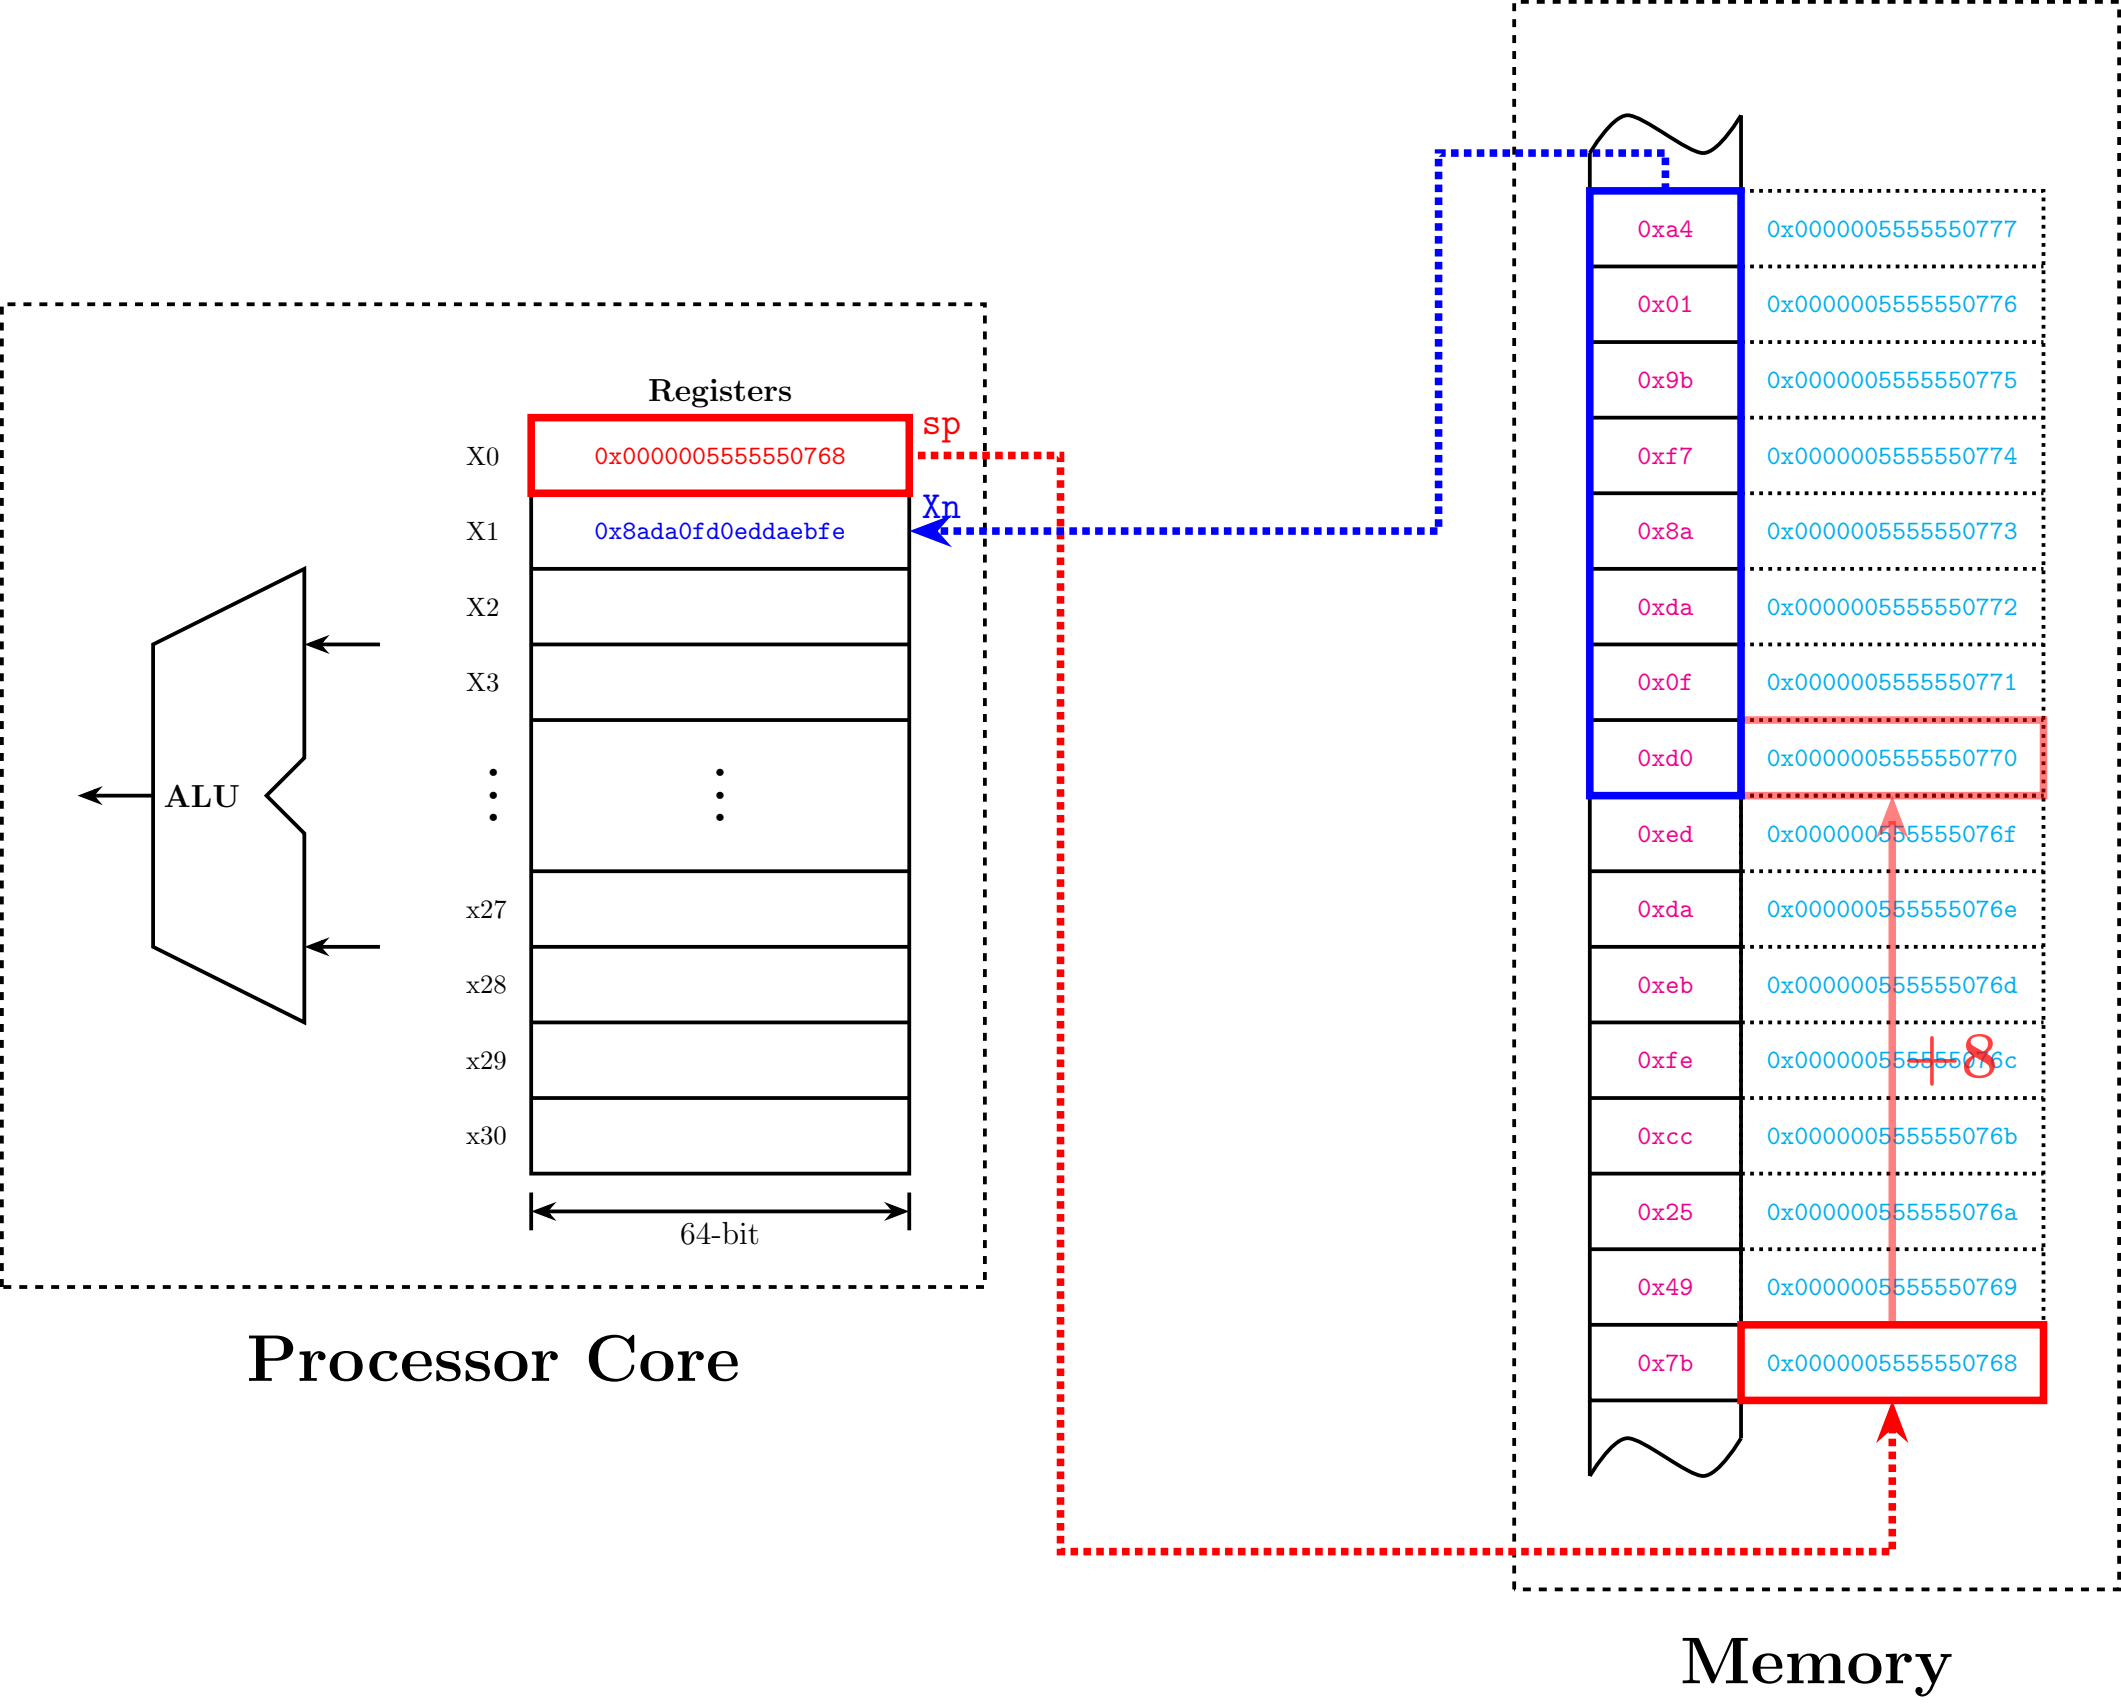 Registers
X0 0x0000005555550768 sp
X1 0x8ada0fd0eddaebfe Xn
X2
X3
x27
x28
x29
x30
64-bit
ALU
Processor Core
0xa4 0x0000005555550777
0x01 0x0000005555550776
0x9b 0x0000005555550775
0xf7 0x0000005555550774
0x8a 0x0000005555550773
0xda 0x0000005555550772
0x0f 0x0000005555550771
0xd0 0x0000005555550770
0xed 0x000000555555076f
0xda 0x000000555555076e
0xeb 0x000000555555076d
0xfe 0x000000555555076c
+8
0xcc 0x000000555555076b
0x25 0x000000555555076a
0x49 0x0000005555550769
0x7b 0x0000005555550768
Memory